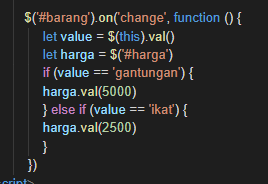 $('#barang').on('change', function () {
let value = $(this).val()
let harga = $('#harga')
if (value == 'gantungan') {
harga.val(5000)
} else if (value == 'ikat') {
harga.val(2500)
}
})
cript>